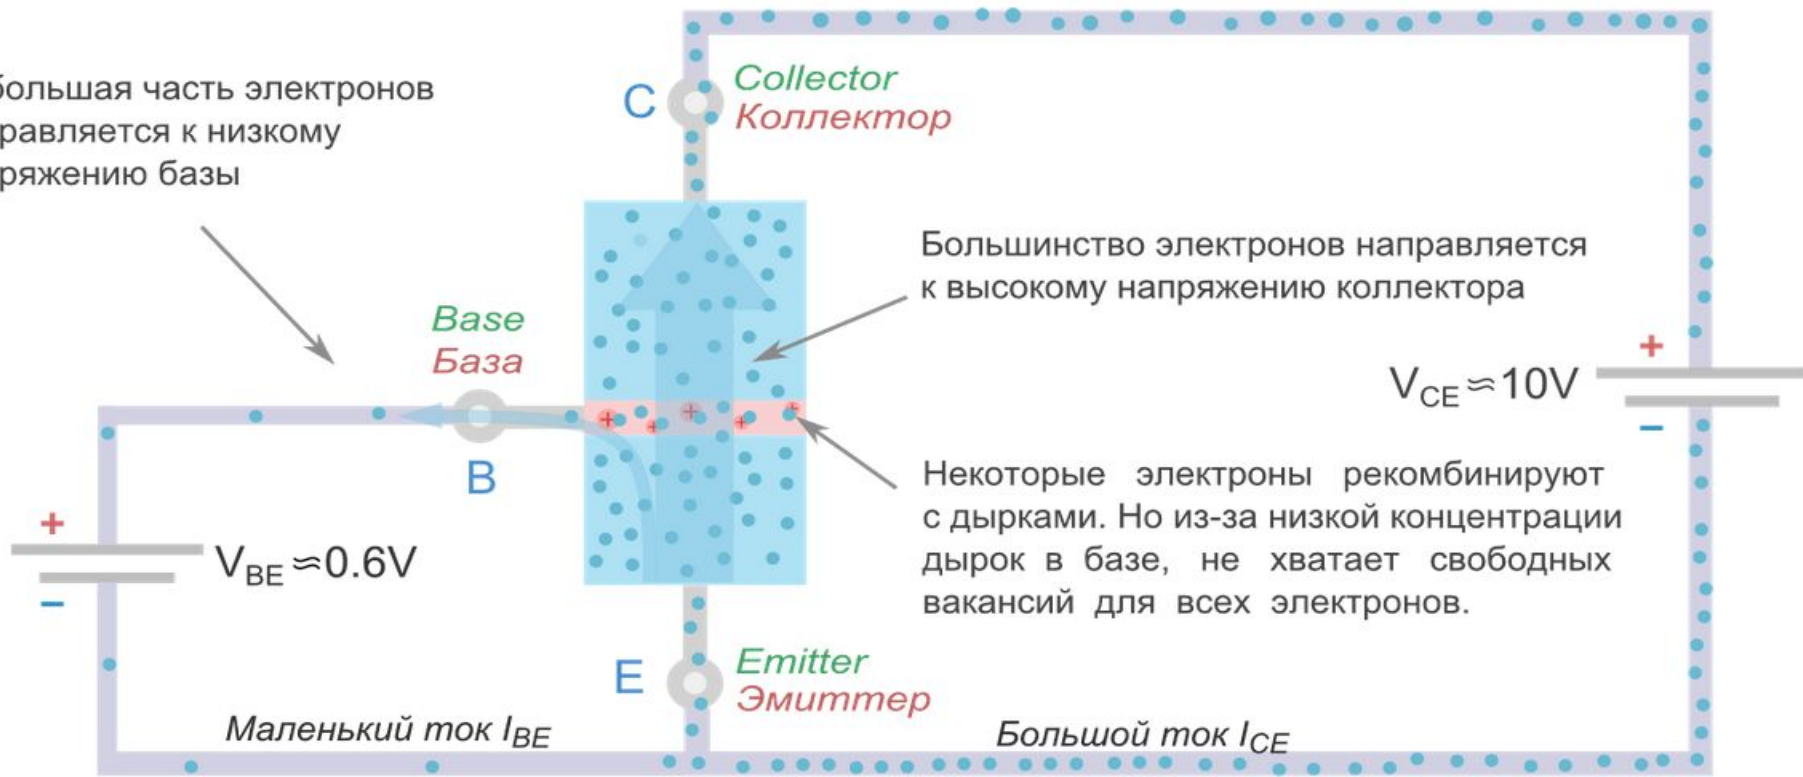 большая часть электронов
равляется к низкому
ряжению базы
C
Collector
Коллектор
Большинство электронов направляется
к высокому напряжению коллектора
Base
База
B
+
V_CE ≈10V
−
+
V_BE ≈0.6V
−
Некоторые электроны рекомбинируют
с дырками. Но из-за низкой концентрации
дырок в базе, не хватает свободных
вакансий для всех электронов.
E
Emitter
Эмиттер
Маленький ток I_BE
Большой ток I_CE